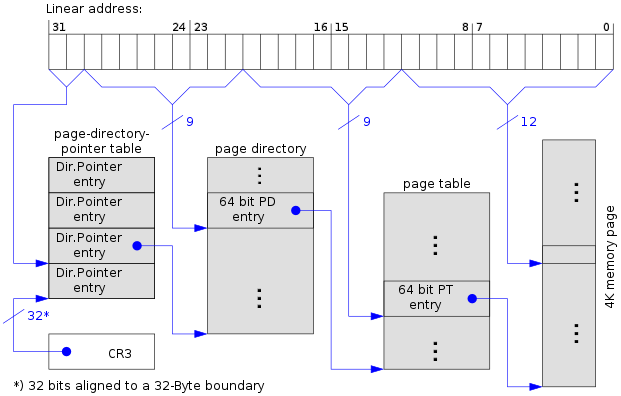 Linear address:
31 24 23 16 15 8 7 0
9 9 12
page-directory-
pointer table
page directory
page table
Dir.Pointer
entry
Dir.Pointer
entry
Dir.Pointer
entry
Dir.Pointer
entry
64 bit PD
entry
64 bit PT
entry
4K memory page
32*
CR3
*) 32 bits aligned to a 32-Byte boundary